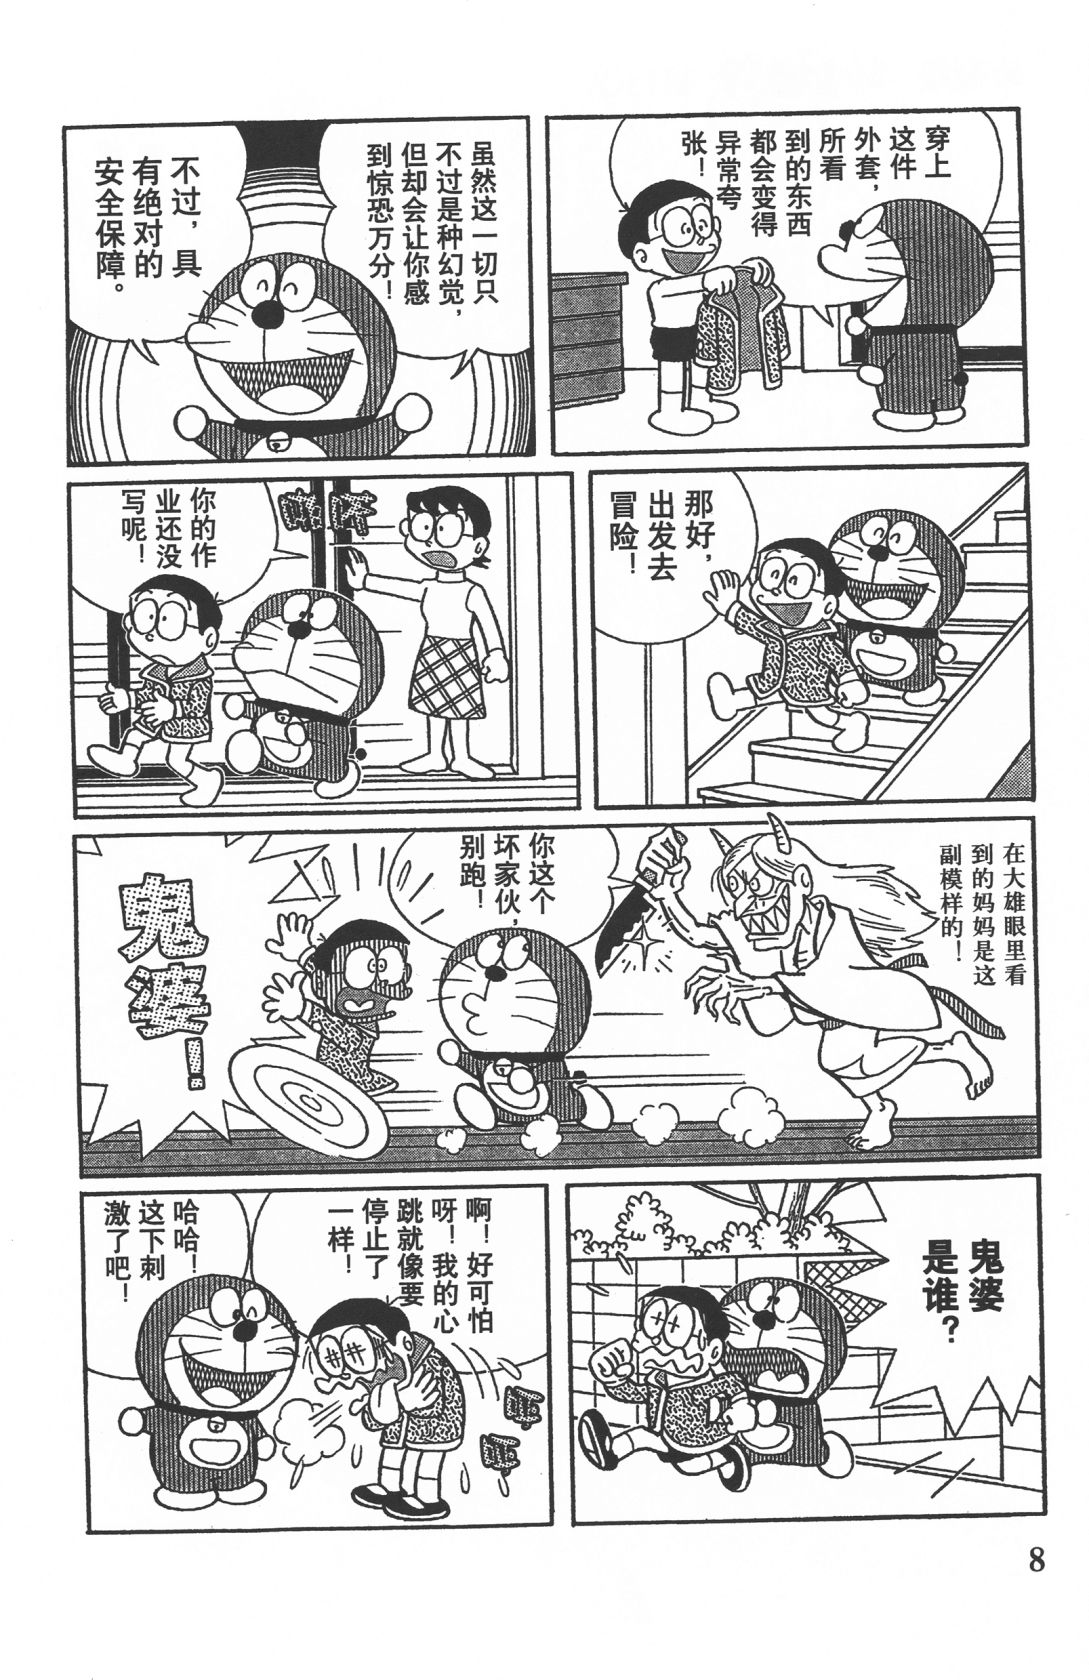 穿上
这件
外套，
所看
到的东西
都会变得
异常夸
张！
虽然这一切只
不过是种幻觉，
但却会让你感
到惊恐万分！
不过，具
有绝对的
安全保障。
那好，
出发去
冒险！
哗
你的作
业还没
写呢！
在大雄眼里看
到的妈妈是这
副模样的！
你这个
坏家伙，
别跑！
鬼婆！
鬼婆
是谁？
啊！好可怕
呀！我的心
跳就像要
停止了
一样！
哈哈！
这下刺
激了吧！
8